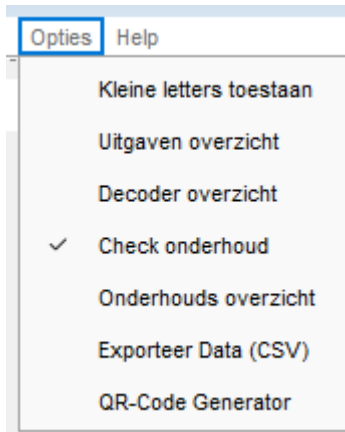 Opties Help
Kleine letters toestaan
Uitgaven overzicht
Decoder overzicht
Check onderhoud
Onderhouds overzicht
Exporteer Data (CSV)
QR-Code Generator